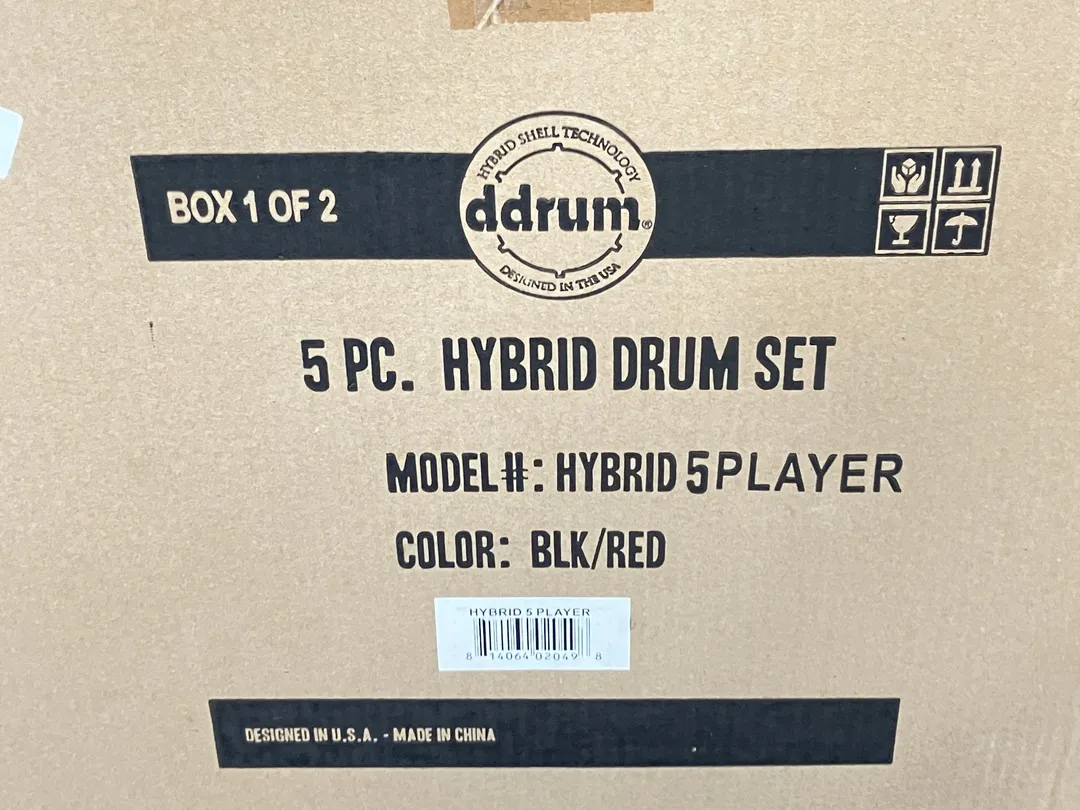 HYBRID SHELL TECHNOLOGY
BOX 1 OF 2
ddrum®
DESIGNED IN THE USA
5 PC. HYBRID DRUM SET
MODEL#: HYBRID 5PLAYER
COLOR: BLK/RED
HYBRID 5 PLAYER
8 14064 02049 8
DESIGNED IN U.S.A. - MADE IN CHINA